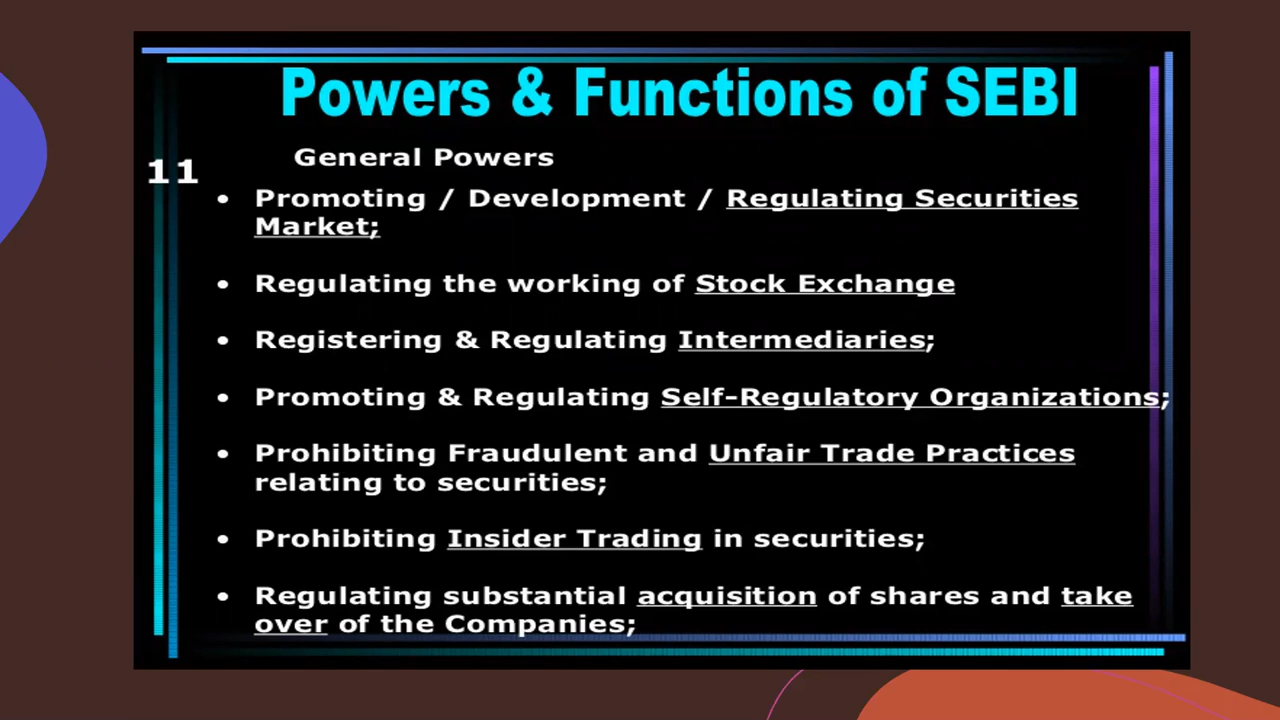 Powers & Functions of SEBI
General Powers
11
• Promoting / Development / Regulating Securities
Market;
• Regulating the working of Stock Exchange
• Registering & Regulating Intermediaries;
• Promoting & Regulating Self-Regulatory Organizations;
• Prohibiting Fraudulent and Unfair Trade Practices
relating to securities;
• Prohibiting Insider Trading in securities;
• Regulating substantial acquisition of shares and take
over of the Companies;